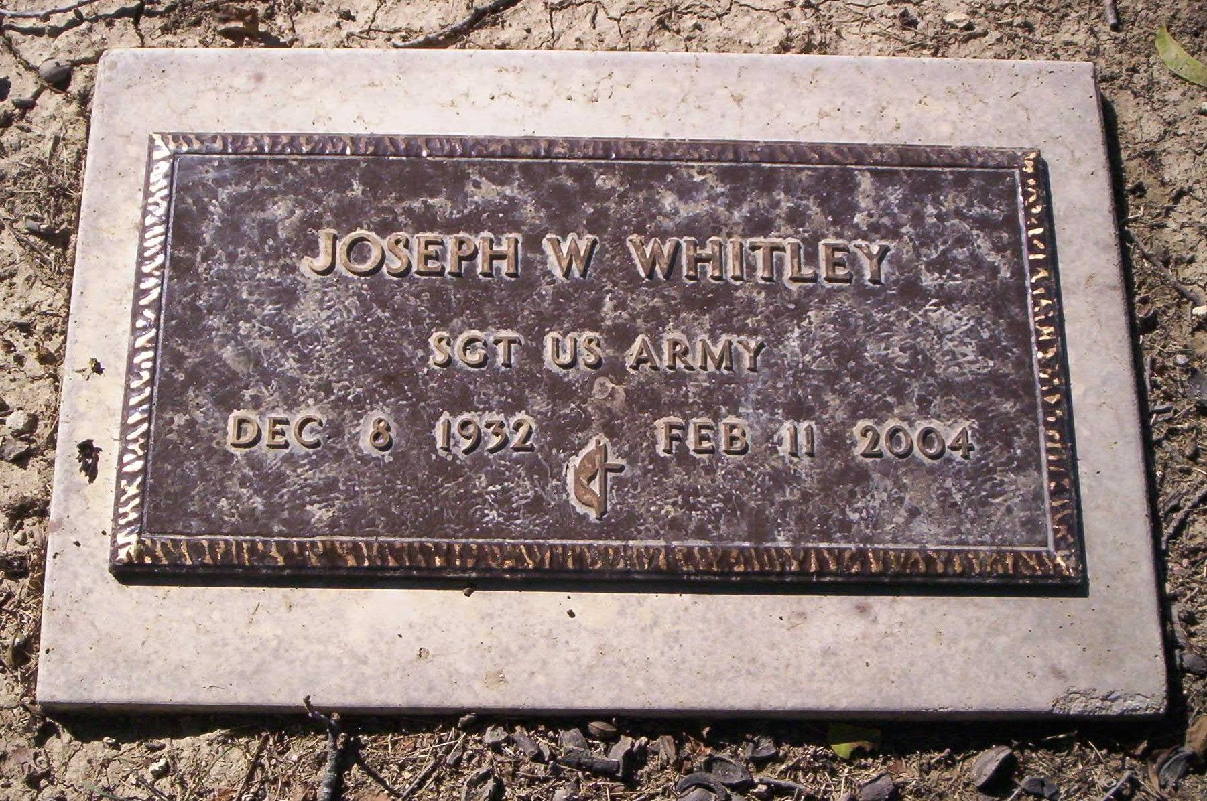 JOSEPH W WHITLEY
SGT US ARMY
DEC 8 1932 FEB 11 2004